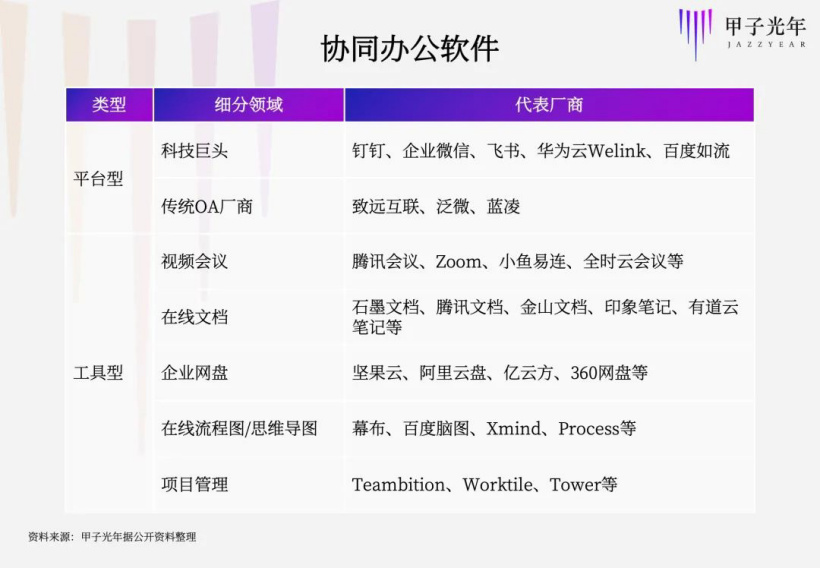 甲子光年
JAZZYEAR
协同办公软件
类型 细分领域 代表厂商
平台型
科技巨头 钉钉、企业微信、飞书、华为云Welink、百度如流
传统OA厂商 致远互联、泛微、蓝凌
工具型
视频会议 腾讯会议、Zoom、小鱼易连、全时云会议等
在线文档 石墨文档、腾讯文档、金山文档、印象笔记、有道云
笔记等
企业网盘 坚果云、阿里云盘、亿云方、360网盘等
在线流程图/思维导图 幕布、百度脑图、Xmind、Process等
项目管理 Teambition、Worktile、Tower等
资料来源：甲子光年据公开资料整理